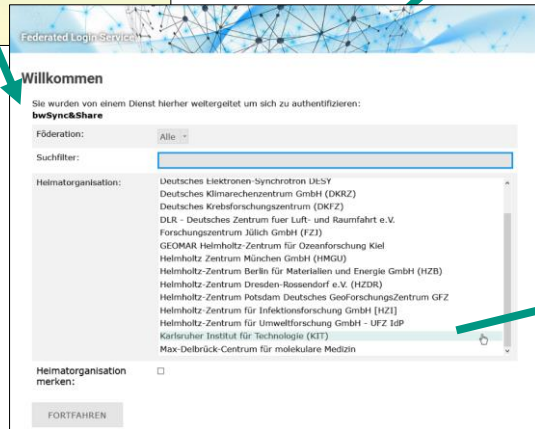 Federated Login Service
Willkommen
Sie wurden von einem Dienst hierher weitergeitet um sich zu authentifizieren:
bwSync&Share
Föderation:
Alle
Suchfilter:
Heimatorganisation:
Deutsches Elektronen-Synchrotron DESY
Deutsches Klimarechenzentrum GmbH (DKRZ)
Deutsches Krebsforschungszentrum (DKFZ)
DLR - Deutsches Zentrum fuer Luft- und Raumfahrt e.V.
Forschungszentrum Jülich GmbH (FZJ)
GEOMAR Helmholtz-Zentrum für Ozeanforschung Kiel
Helmholtz Zentrum München GmbH (HMGU)
Helmholtz-Zentrum Berlin für Materialien und Energie GmbH (HZB)
Helmholtz-Zentrum Dresden-Rossendorf e.V. (HZDR)
Helmholtz-Zentrum Potsdam Deutsches GeoForschungsZentrum GFZ
Helmholtz-Zentrum für Infektionsforschung GmbH [HZI]
Helmholtz-Zentrum für Umweltforschung GmbH - UFZ IdP
Karlsruher Institut für Technologie (KIT)
Max-Delbrück-Centrum für molekulare Medizin
Heimatorganisation
merken:
FORTFAHREN